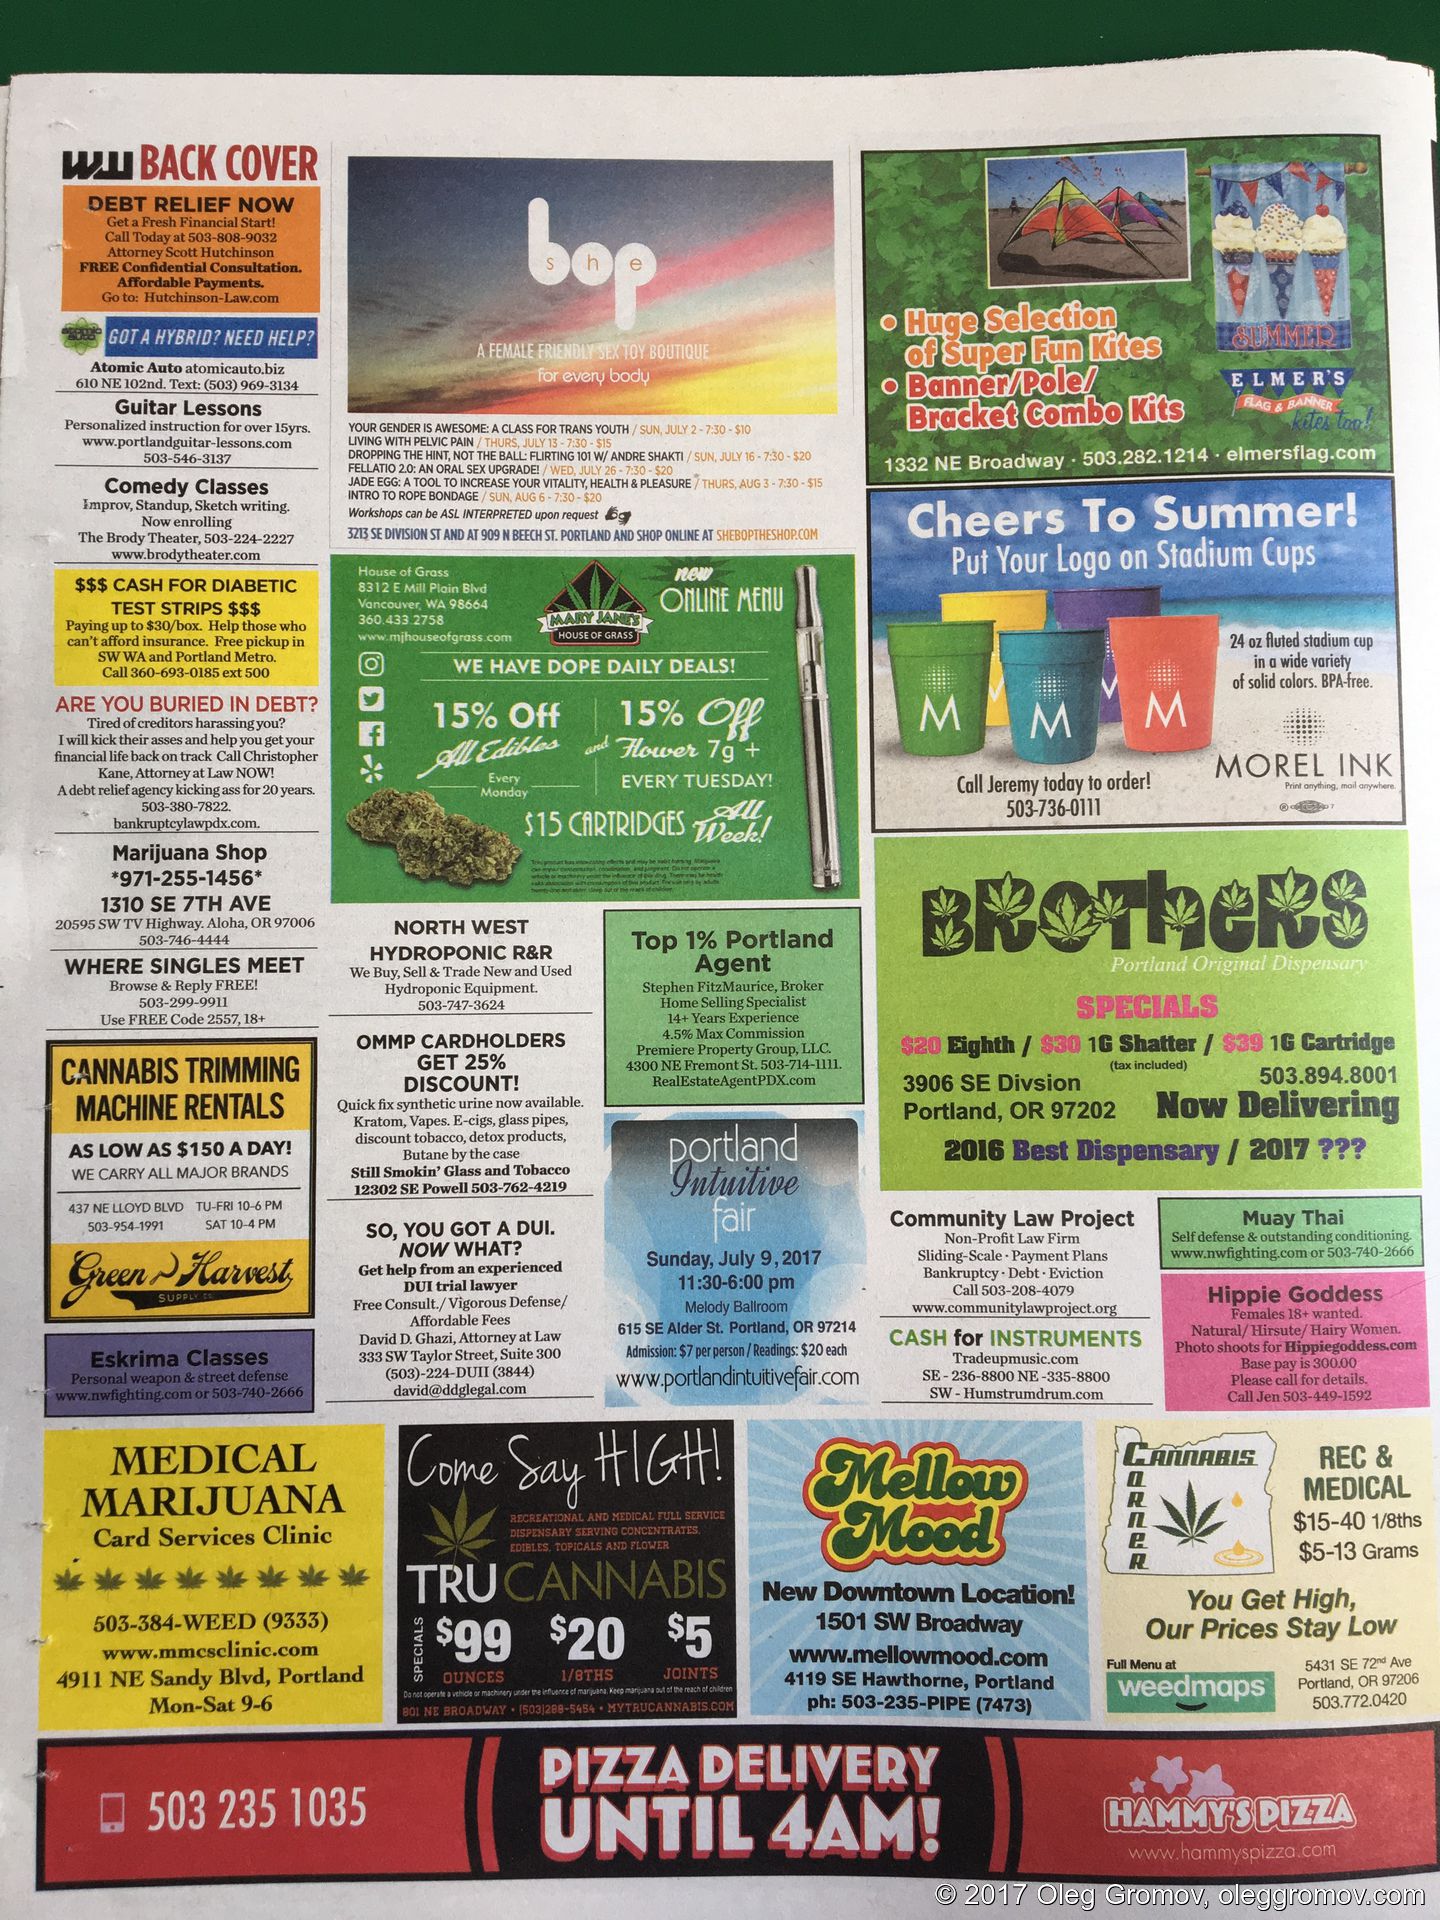 WW BACK COVER
DEBT RELIEF NOW
Get a Fresh Financial Start!
Call Today at 503-808-9032
Attorney Scott Hutchinson
FREE Confidential Consultation.
Affordable Payments.
Go to: Hutchinson-Law.com
GOT A HYBRID? NEED HELP?
Atomic Auto atomicauto.biz
610 NE 102nd. Text: (503) 969-3134
Guitar Lessons
Personalized instruction for over 15yrs.
www.portlandguitar-lessons.com
503-546-3137
Comedy Classes
Improv, Standup, Sketch writing.
Now enrolling
The Brody Theater, 503-224-2227
www.brodytheater.com
$$$ CASH FOR DIABETIC
TEST STRIPS $$$
Paying up to $30/box. Help those who
can't afford insurance. Free pickup in
SW WA and Portland Metro.
Call 360-693-0185 ext 500
ARE YOU BURIED IN DEBT?
Tired of creditors harassing you?
I will kick their asses and help you get your
financial life back on track Call Christopher
Kane, Attorney at Law NOW!
A debt relief agency kicking ass for 20 years.
503-380-7822.
bankruptcylawpdx.com.
Marijuana Shop
*971-255-1456*
1310 SE 7TH AVE
20595 SW TV Highway. Aloha, OR 97006
503-746-4444
WHERE SINGLES MEET
Browse & Reply FREE!
503-299-9911
Use FREE Code 2557, 18+
CANNABIS TRIMMING
MACHINE RENTALS
AS LOW AS $150 A DAY!
WE CARRY ALL MAJOR BRANDS
437 NE LLOYD BLVD TU-FRI 10-6 PM
503-954-1991 SAT 10-4 PM
Green Harvest
SUPPLY CO.
Eskrima Classes
Personal weapon & street defense
www.nwfighting.com or 503-740-2666
she bop
A FEMALE FRIENDLY SEX TOY BOUTIQUE
for every body
YOUR GENDER IS AWESOME: A CLASS FOR TRANS YOUTH / SUN, JULY 2 - 7:30 - $10
LIVING WITH PELVIC PAIN / THURS, JULY 13 - 7:30 - $15
DROPPING THE HINT, NOT THE BALL: FLIRTING 101 W/ ANDRE SHAKTI / SUN, JULY 16 - 7:30 - $20
FELLATIO 2.0: AN ORAL SEX UPGRADE! / WED, JULY 26 - 7:30 - $20
JADE EGG: A TOOL TO INCREASE YOUR VITALITY, HEALTH & PLEASURE / THURS, AUG 3 - 7:30 - $15
INTRO TO ROPE BONDAGE / SUN, AUG 6 - 7:30 - $20
Workshops can be ASL INTERPRETED upon request
3213 SE DIVISION ST AND AT 909 N BEECH ST. PORTLAND AND SHOP ONLINE AT SHEBOPTHESHOP.COM
House of Grass
8312 E Mill Plain Blvd
Vancouver, WA 98664
360.433.2758
www.mjhouseofgrass.com
MARY JANE'S
HOUSE OF GRASS
new
ONLINE MENU
WE HAVE DOPE DAILY DEALS!
15% Off
All Edibles
Every
Monday
and
15% Off
Flower 7g +
EVERY TUESDAY!
$15 CARTRIDGES All Week!
NORTH WEST
HYDROPONIC R&R
We Buy, Sell & Trade New and Used
Hydroponic Equipment.
503-747-3624
OMMP CARDHOLDERS
GET 25%
DISCOUNT!
Quick fix synthetic urine now available.
Kratom, Vapes. E-cigs, glass pipes,
discount tobacco, detox products,
Butane by the case
Still Smokin' Glass and Tobacco
12302 SE Powell 503-762-4219
SO, YOU GOT A DUI.
NOW WHAT?
Get help from an experienced
DUI trial lawyer
Free Consult./ Vigorous Defense/
Affordable Fees
David D. Ghazi, Attorney at Law
333 SW Taylor Street, Suite 300
(503)-224-DUII (3844)
david@ddglegal.com
Top 1% Portland
Agent
Stephen FitzMaurice, Broker
Home Selling Specialist
14+ Years Experience
4.5% Max Commission
Premiere Property Group, LLC.
4300 NE Fremont St. 503-714-1111.
RealEstateAgentPDX.com
portland
Intuitive
fair
Sunday, July 9, 2017
11:30-6:00 pm
Melody Ballroom
615 SE Alder St. Portland, OR 97214
Admission: $7 per person / Readings: $20 each
www.portlandintuitivefair.com
SUMMER
• Huge Selection
of Super Fun Kites
• Banner/Pole/
Bracket Combo Kits
ELMER'S
FLAG & BANNER
kites too!
1332 NE Broadway · 503.282.1214 · elmersflag.com
Cheers To Summer!
Put Your Logo on Stadium Cups
M M M M M
24 oz fluted stadium cup
in a wide variety
of solid colors. BPA-free.
Call Jeremy today to order!
503-736-0111
MOREL INK
Print anything, mail anywhere.
BROTHERS
Portland Original Dispensary
SPECIALS
$20 Eighth / $30 1G Shatter / $39 1G Cartridge
(tax included)
3906 SE Divsion
Portland, OR 97202
503.894.8001
Now Delivering
2016 Best Dispensary / 2017 ???
Community Law Project
Non-Profit Law Firm
Sliding-Scale · Payment Plans
Bankruptcy · Debt · Eviction
Call 503-208-4079
www.communitylawproject.org
CASH for INSTRUMENTS
Tradeupmusic.com
SE - 236-8800 NE -335-8800
SW - Humstrumdrum.com
Muay Thai
Self defense & outstanding conditioning.
www.nwfighting.com or 503-740-2666
Hippie Goddess
Females 18+ wanted.
Natural/ Hirsute/ Hairy Women.
Photo shoots for Hippiegoddess.com
Base pay is 300.00
Please call for details.
Call Jen 503-449-1592
MEDICAL
MARIJUANA
Card Services Clinic
503-384-WEED (9333)
www.mmcsclinic.com
4911 NE Sandy Blvd, Portland
Mon-Sat 9-6
Come Say HIGH!
RECREATIONAL AND MEDICAL FULL SERVICE
DISPENSARY SERVING CONCENTRATES,
EDIBLES, TOPICALS AND FLOWER
TRU CANNABIS
SPECIALS
$99 $20 $5
OUNCES 1/8THS JOINTS
Do not operate a vehicle or machinery under the influence of marijuana. Keep marijuana out of the reach of children
801 NE BROADWAY • (503)288-5454 • MYTRUCANNABIS.COM
Mellow
Mood
New Downtown Location!
1501 SW Broadway
www.mellowmood.com
4119 SE Hawthorne, Portland
ph: 503-235-PIPE (7473)
CANNABIS
CORNER
REC &
MEDICAL
$15-40 1/8ths
$5-13 Grams
You Get High,
Our Prices Stay Low
Full Menu at
weedmaps
5431 SE 72nd Ave
Portland, OR 97206
503.772.0420
503 235 1035
PIZZA DELIVERY
UNTIL 4AM!
HAMMY'S PIZZA
www.hammyspizza.com
© 2017 Oleg Gromov, oleggromov.com